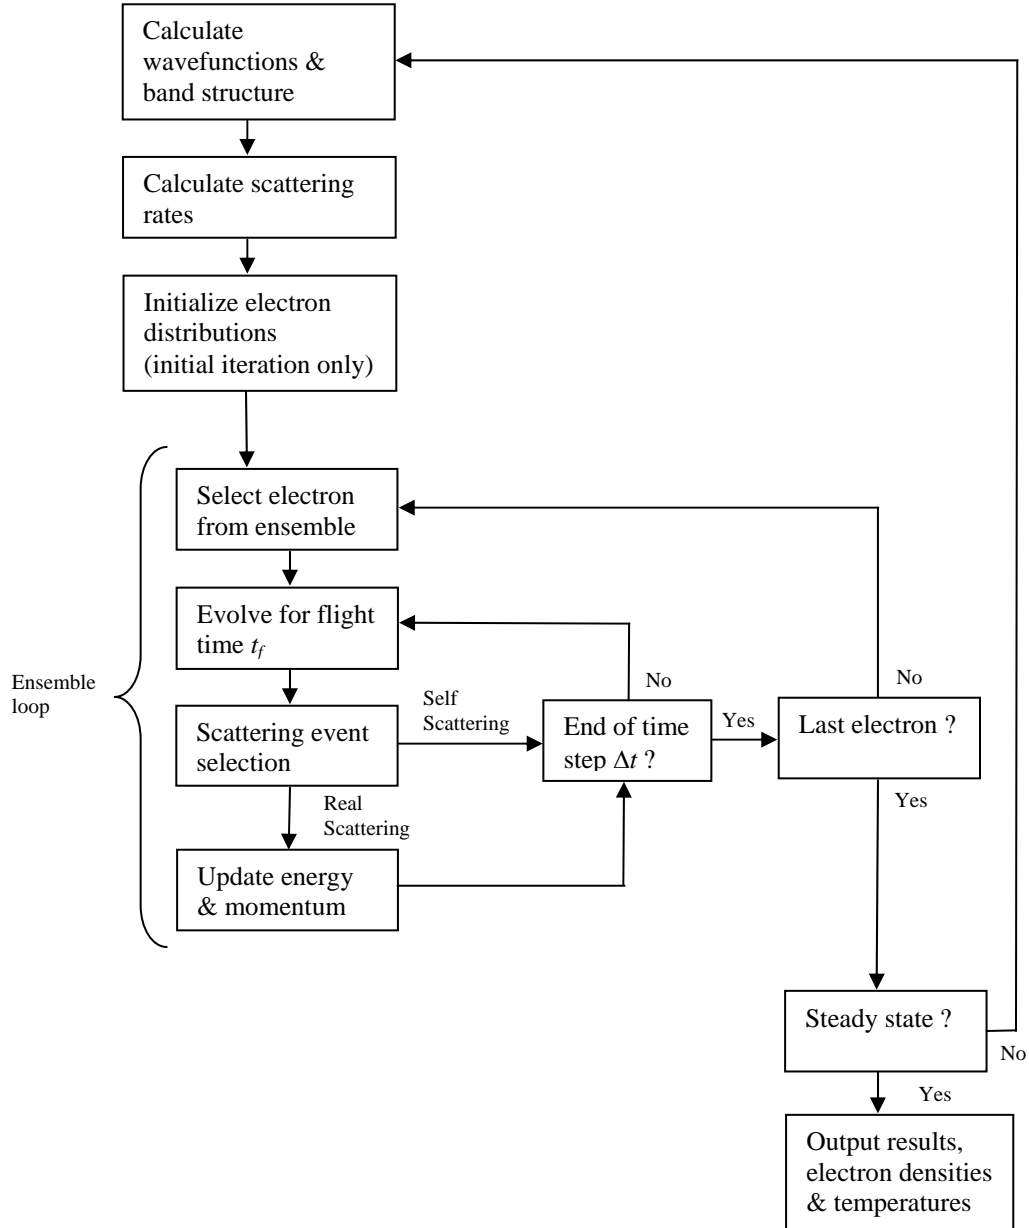 Calculate
wavefunctions &
band structure
Calculate scattering
rates
Initialize electron
distributions
(initial iteration only)
Select electron
from ensemble
Evolve for flight
time tf
Ensemble
loop
Scattering event
selection
Self
Scattering
Real
Scattering
Update energy
& momentum
No
End of time
step Δt ?
Yes
No
Last electron ?
Yes
Steady state ?
No
Yes
Output results,
electron densities
& temperatures